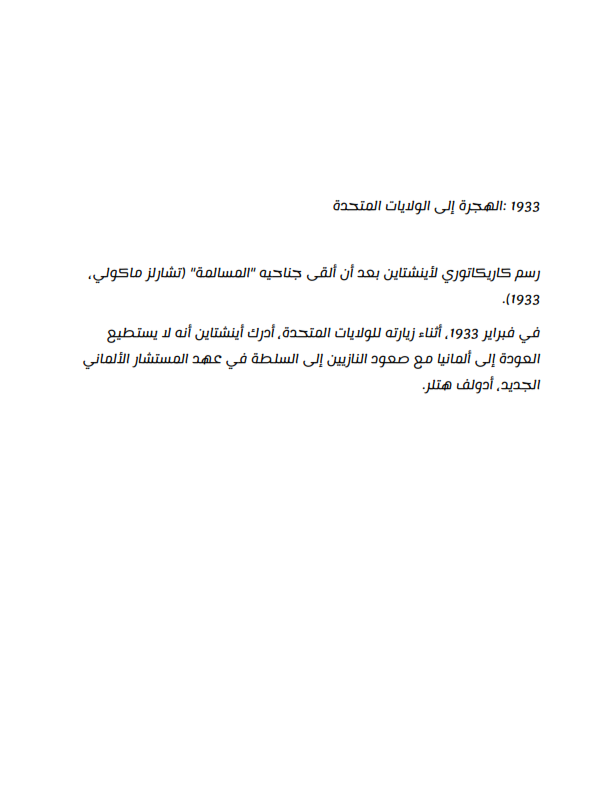 1933 :الهجرة إلى الولايات المتحدة
رسم كاريكاتوري لأينشتاين بعد أن ألقى جناحيه "المسالمة" (تشارلز ماكولي،
1933).
في فبراير 1933، أثناء زيارته للولايات المتحدة، أدرك أينشتاين أنه لا يستطيع
العودة إلى ألمانيا مع صعود النازيين إلى السلطة في عهد المستشار الألماني
الجديد، أدولف هتلر.